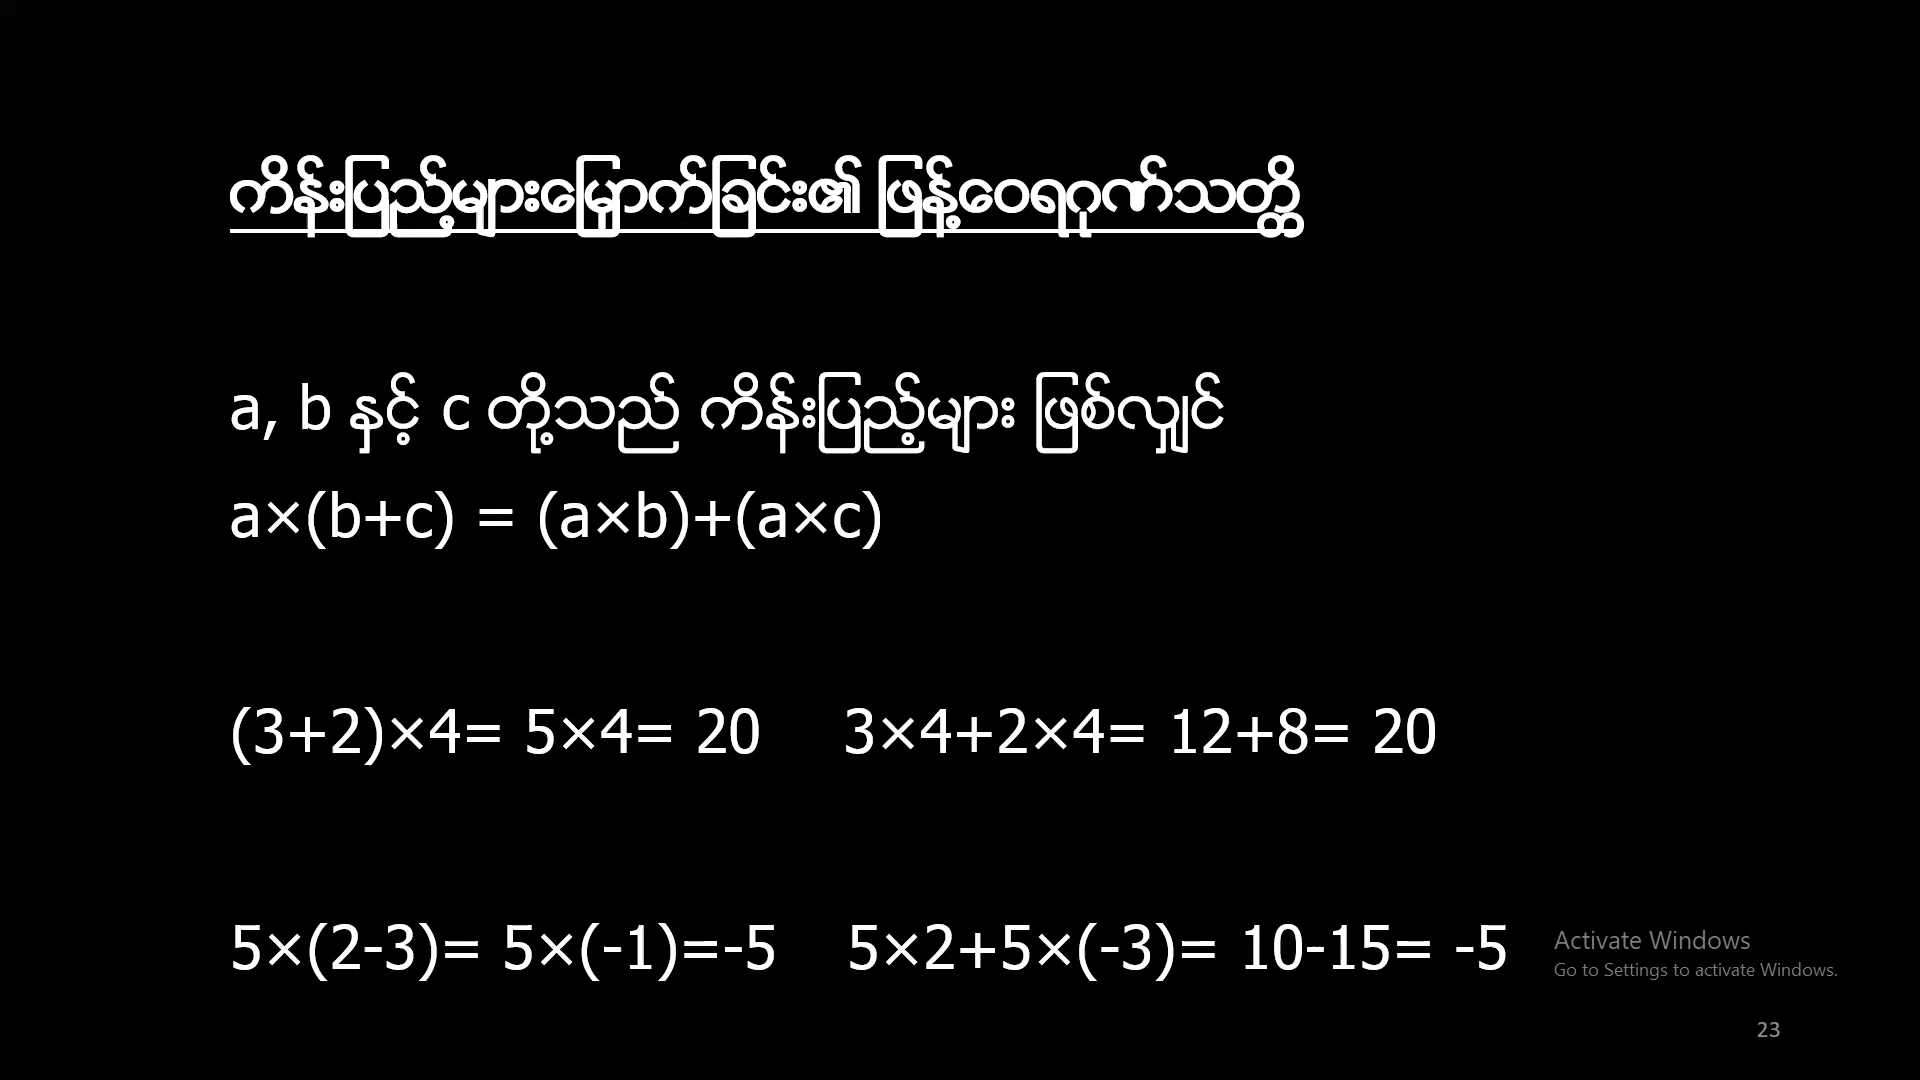 ကိန်းပြည့်များမြှောက်ခြင်း၏ ဖြန့်ဝေရဂုဏ်သတ္တိ
a, b နှင့် c တို့သည် ကိန်းပြည့်များ ဖြစ်လျှင်
a×(b+c) = (a×b)+(a×c)
(3+2)×4= 5×4= 20 3×4+2×4= 12+8= 20
5×(2-3)= 5×(-1)=-5 5×2+5×(-3)= 10-15= -5
Activate Windows
Go to Settings to activate Windows.
23